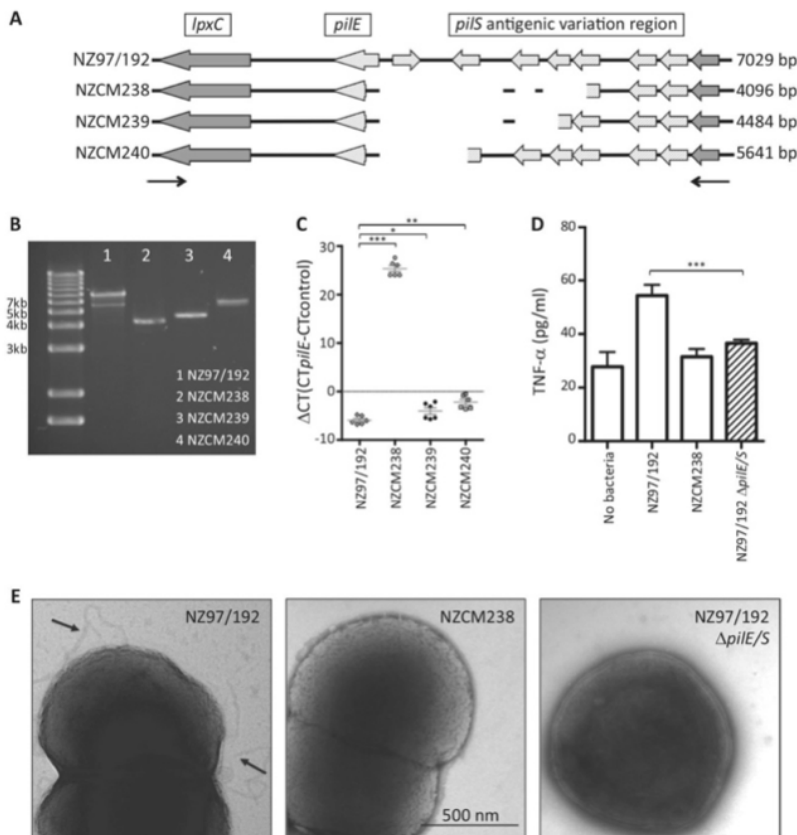 A
lpxC pilE pilS antigenic variation region
NZ97/192 7029 bp
NZCM238 4096 bp
NZCM239 4484 bp
NZCM240 5641 bp
B
1 2 3 4
7kb
5kb
4kb
3kb
1 NZ97/192
2 NZCM238
3 NZCM239
4 NZCM240
C
**
*
***
ΔCT(CTpilE-CTcontrol)
30
20
10
0
-10
NZ97/192
NZCM238
NZCM239
NZCM240
D
***
TNF-α (pg/ml)
80
60
40
20
0
No bacteria
NZ97/192
NZCM238
NZ97/192 ΔpilE/S
E
NZ97/192
NZCM238
500 nm
NZ97/192
ΔpilE/S